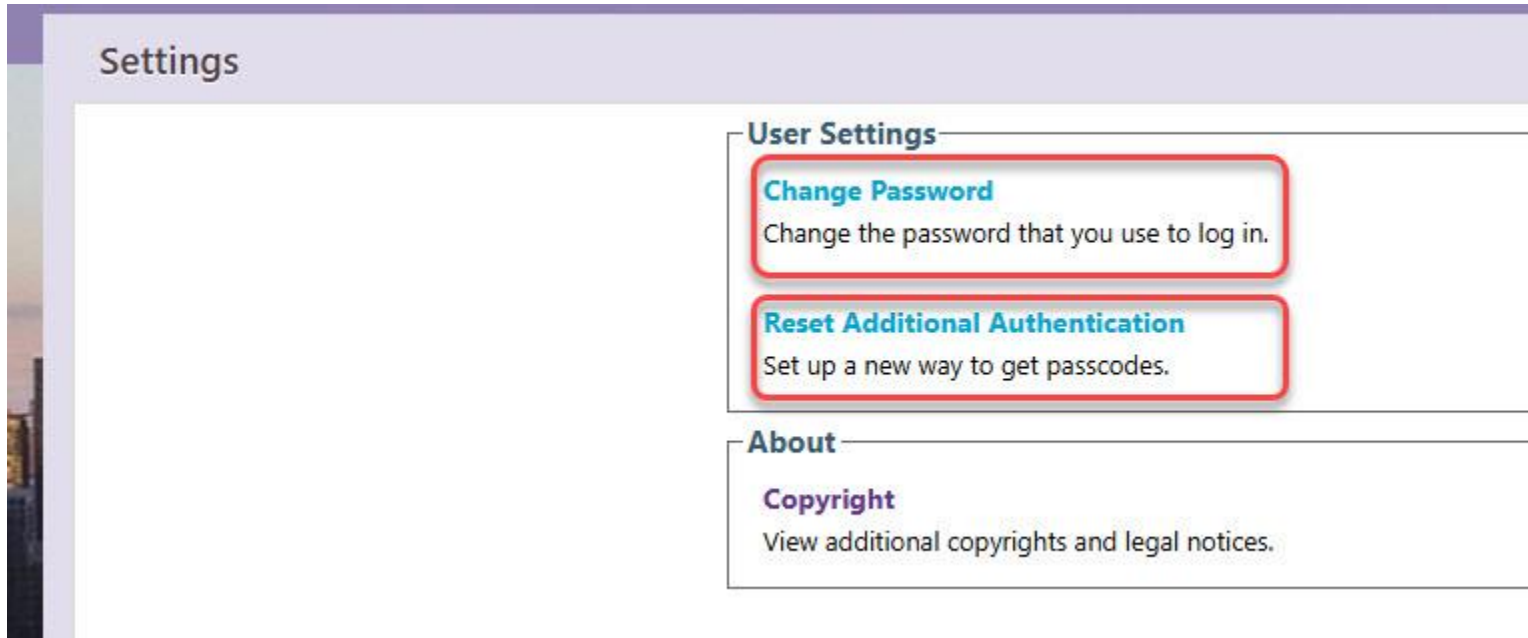 Settings
User Settings
Change Password
Change the password that you use to log in.
Reset Additional Authentication
Set up a new way to get passcodes.
About
Copyright
View additional copyrights and legal notices.